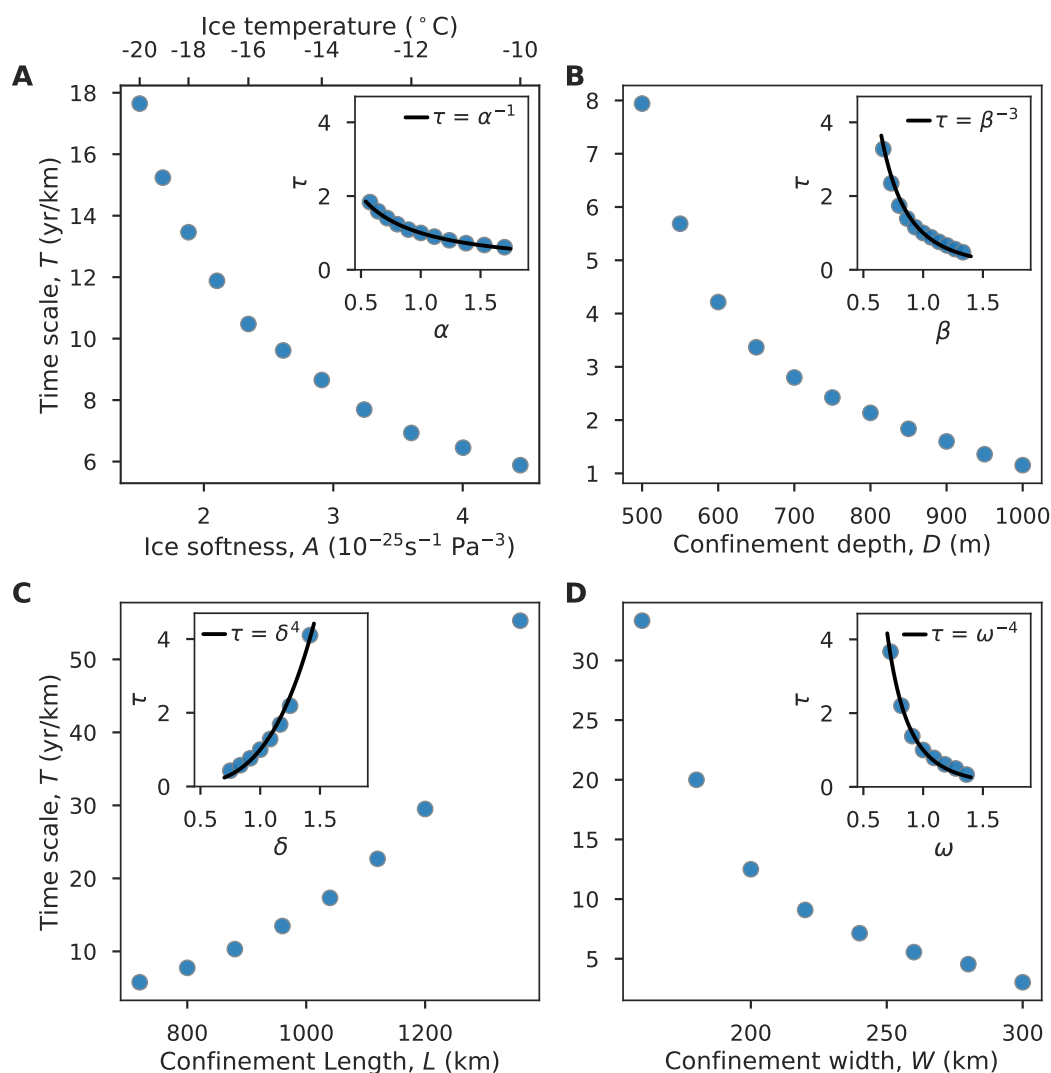 Ice temperature (°C)
-20 -18 -16 -14 -12 -10
A
18
16
14
12
10
8
6
Time scale, T (yr/km)
2 3 4
Ice softness, A (10⁻²⁵s⁻¹ Pa⁻³)
τ = α⁻¹
4
2
0
τ
0.5 1.0 1.5
α
B
8
7
6
5
4
3
2
1
500 600 700 800 900 1000
Confinement depth, D (m)
τ = β⁻³
4
2
0
τ
0.5 1.0 1.5
β
C
50
40
30
20
10
Time scale, T (yr/km)
800 1000 1200
Confinement Length, L (km)
τ = δ⁴
4
2
0
τ
0.5 1.0 1.5
δ
D
30
25
20
15
10
5
200 250 300
Confinement width, W (km)
τ = ω⁻⁴
4
2
0
τ
0.5 1.0 1.5
ω